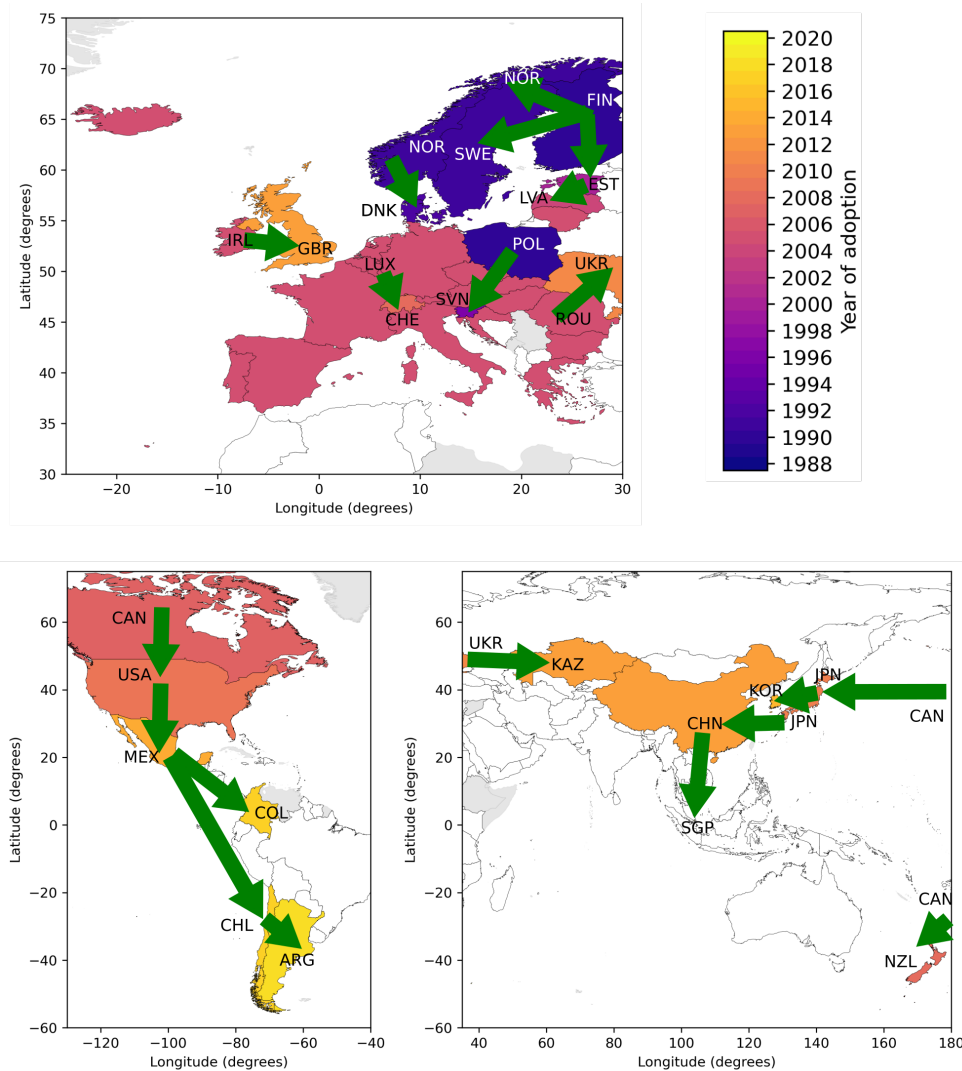 75
70
65
60
55
50
45
40
35
30
Latitude (degrees)
−20
−10
0
10
20
30
Longitude (degrees)
NOR
FIN
NOR
SWE
EST
LVA
DNK
IRL
GBR
POL
LUX
UKR
SVN
CHE
ROU
2020
2018
2016
2014
2012
2010
2008
2006
2004
2002
2000
1998
1996
1994
1992
1990
1988
Year of adoption
60
40
20
0
−20
−40
−60
Latitude (degrees)
−120
−100
−80
−60
−40
Longitude (degrees)
CAN
USA
MEX
COL
CHL
ARG
60
40
20
0
−20
−40
−60
Latitude (degrees)
40
60
80
100
120
140
160
180
Longitude (degrees)
UKR
KAZ
JPN
KOR
CAN
CHN
JPN
SGP
CAN
NZL